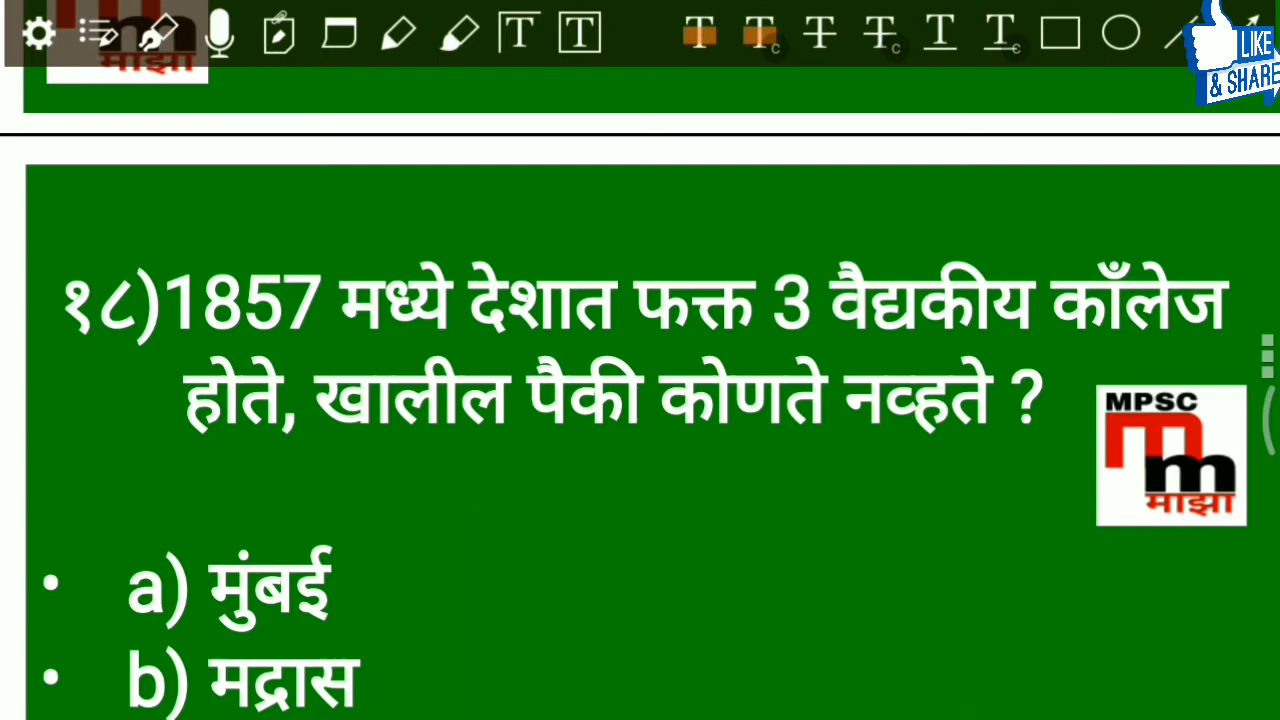 माझा
LIKE
& SHARE
१८)1857 मध्ये देशात फक्त 3 वैद्यकीय कॉंलेज
होते, खालील पैकी कोणते नव्हते ?
MPSC
माझा
• a) मुंबई
• b) मद्रास